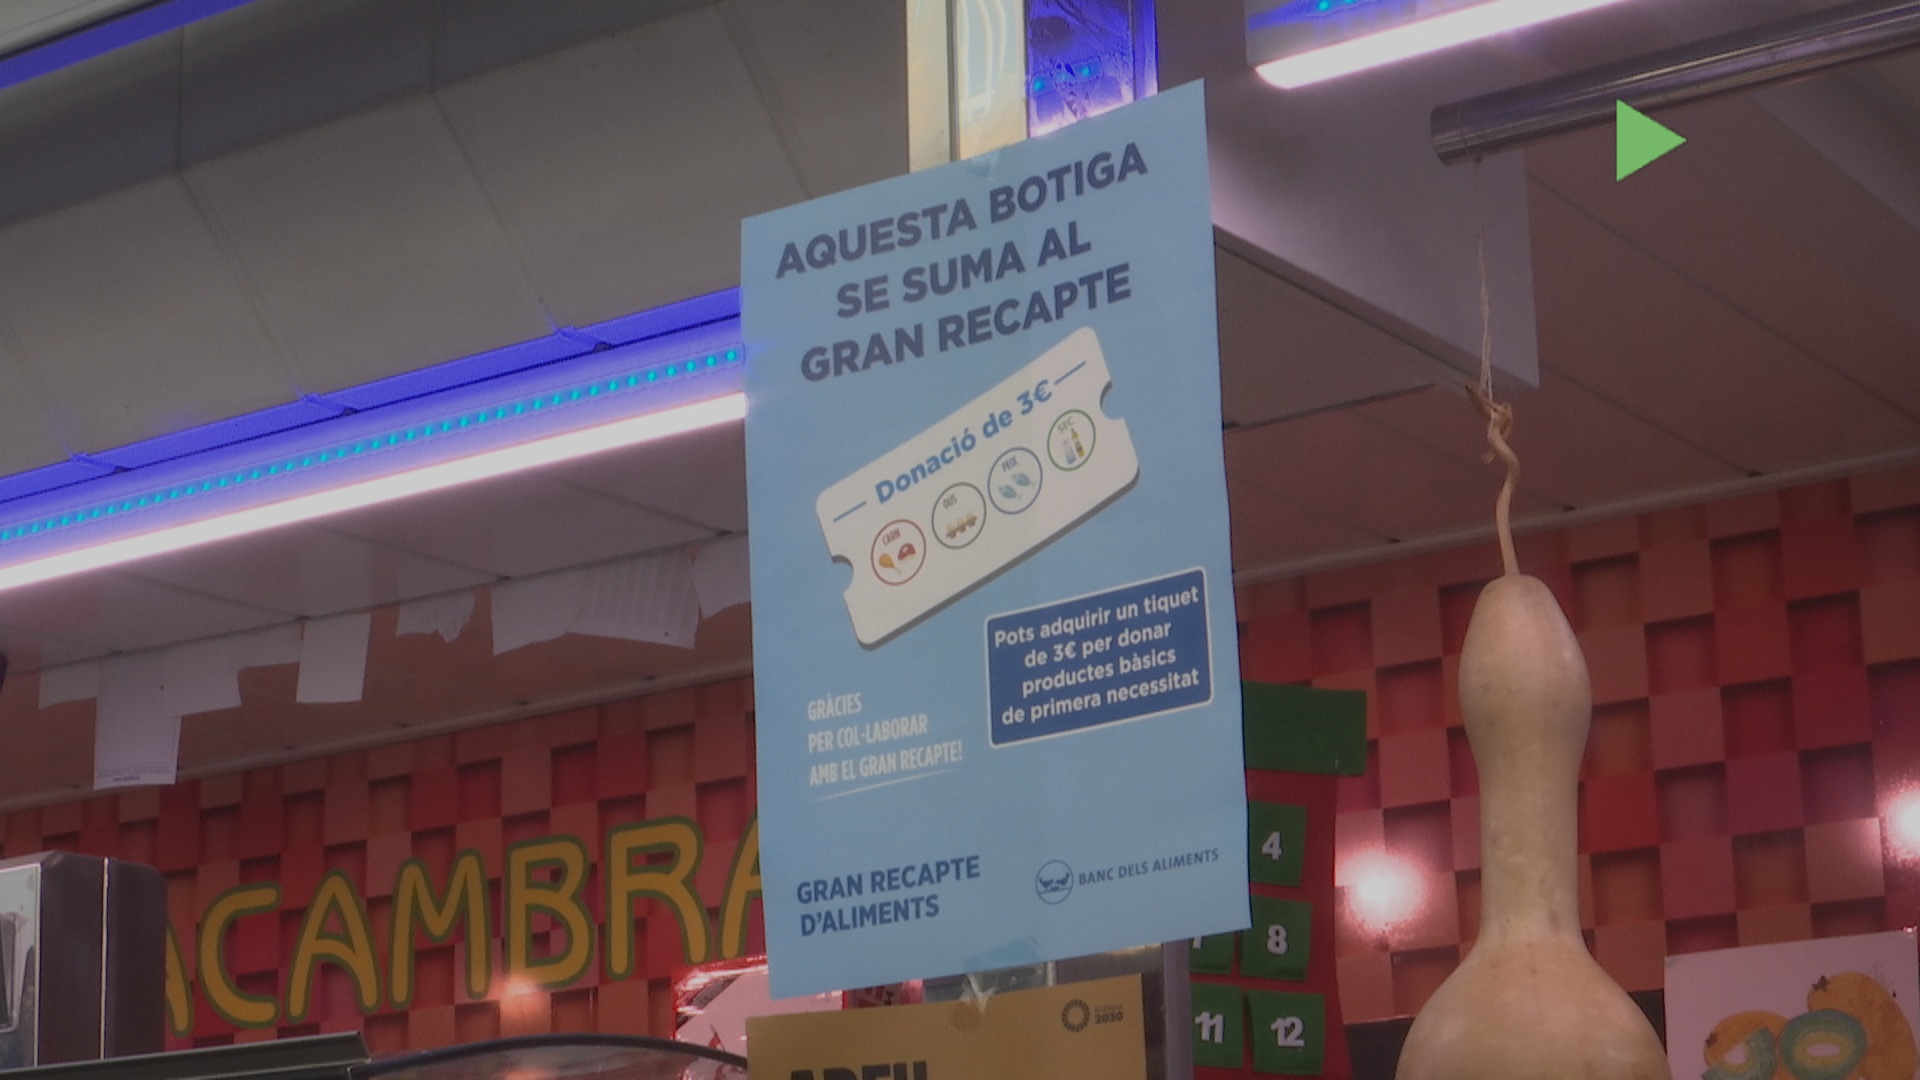 AQUESTA BOTIGA
SE SUMA AL
GRAN RECAPTE
Donació de 3€
CARN
OUS
PEIX
SEC
Pots adquirir un tiquet
de 3€ per donar
productes bàsics
de primera necessitat
GRÀCIES
PER COL·LABORAR
AMB EL GRAN RECAPTE!
GRAN RECAPTE
D'ALIMENTS
BANC DELS ALIMENTS
ACAMBRA
4
7
8
11
12
2030